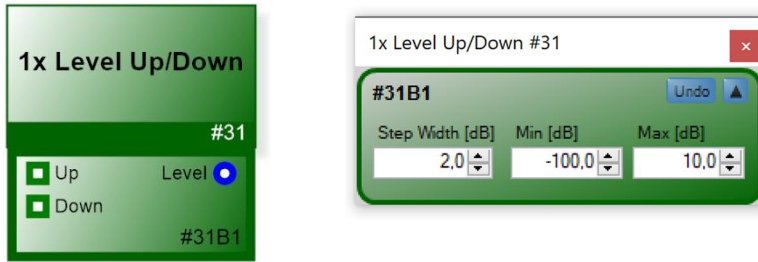 1x Level Up/Down
#31
Up
Level
Down
#31B1
1x Level Up/Down #31
x
#31B1
Undo
Step Width [dB]
Min [dB]
Max [dB]
2,0
-100,0
10,0